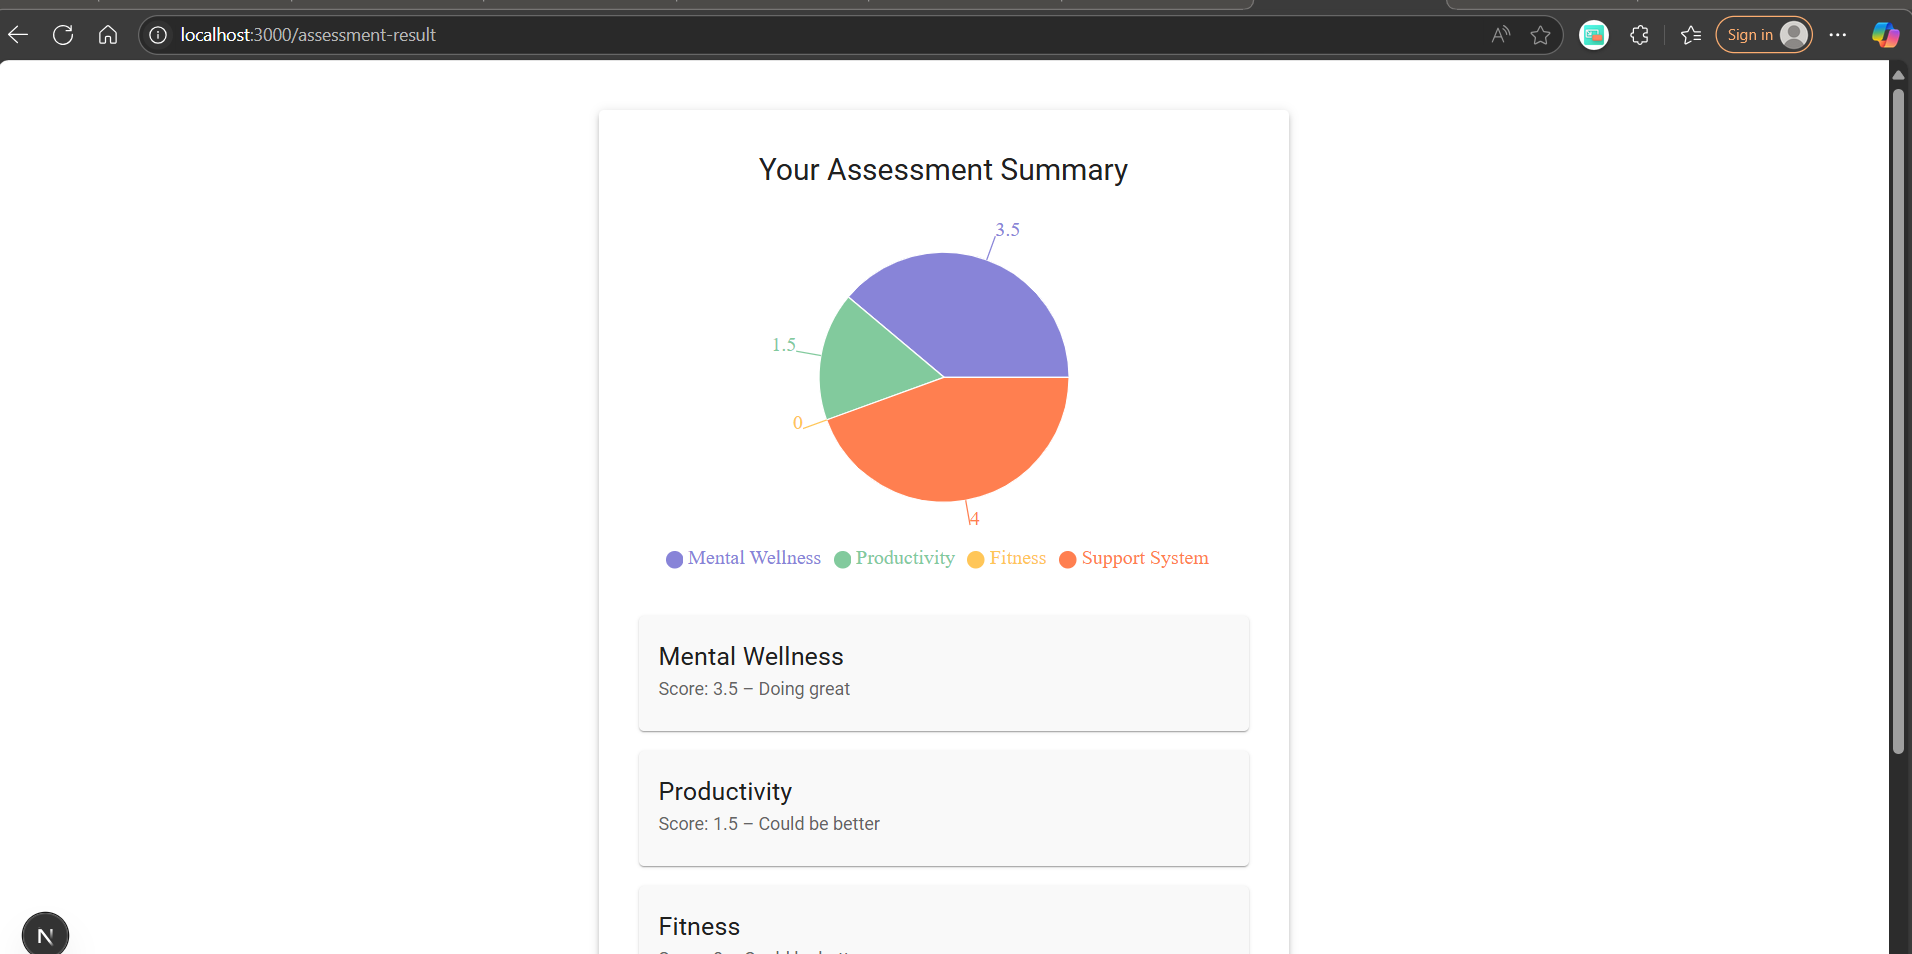 localhost:3000/assessment-result
Sign in
Your Assessment Summary
3.5
1.5
0
4
Mental Wellness Productivity Fitness Support System
Mental Wellness
Score: 3.5 – Doing great
Productivity
Score: 1.5 – Could be better
Fitness
N